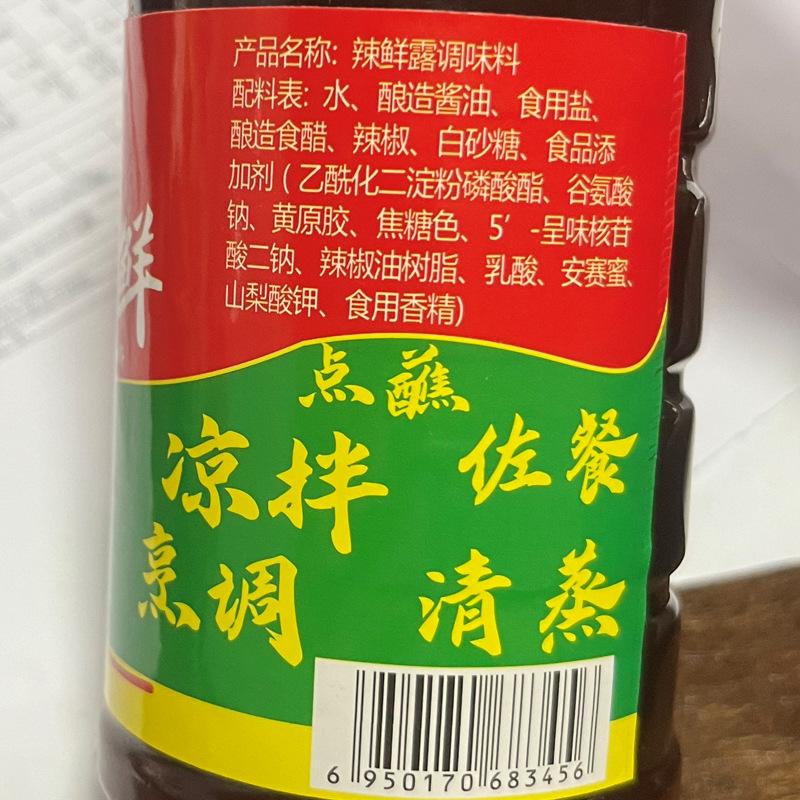 产品名称: 辣鲜露调味料
配料表: 水、酿造酱油、食用盐、
酿造食醋、辣椒、白砂糖、食品添
加剂 ( 乙酰化二淀粉磷酸酯、谷氨酸
钠、黄原胶、焦糖色、5′-呈味核苷
酸二钠、辣椒油树脂、乳酸、安赛蜜、
山梨酸钾、食用香精)
鲜
点蘸
凉拌 佐餐
烹调 清蒸
6 950170 683456